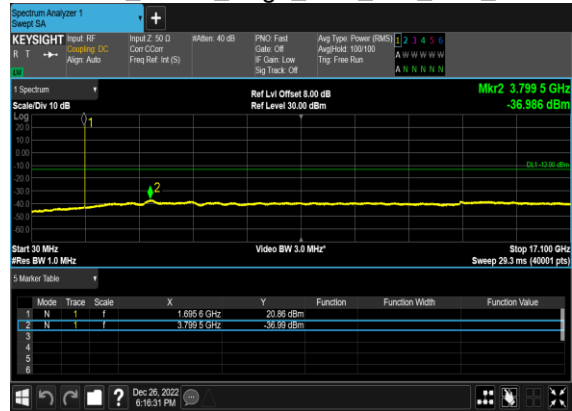 Spectrum Analyzer 1
Swept SA
+
KEYSIGHT
R T
Input: RF
Coupling: DC
Align: Auto
Input Z: 50 Ω
Corr CCorr
Freq Ref: Int (S)
#Atten: 40 dB
PNO: Fast
Gate: Off
IF Gain: Low
Sig Track: Off
Avg Type: Power (RMS)
Avg|Hold: 100/100
Trig: Free Run
1 2 3 4 5 6
A W W W W W
A N N N N N
1 Spectrum
Scale/Div 10 dB
Ref Lvl Offset 8.00 dB
Ref Level 30.00 dBm
Mkr2 3.799 5 GHz
-36.986 dBm
Log
20.0
10.0
0.00
-10.0
-20.0
-30.0
-40.0
-50.0
-60.0
1
2
DL1 -13.00 dBm
Start 30 MHz
#Res BW 1.0 MHz
Video BW 3.0 MHz*
Stop 17.100 GHz
Sweep 29.3 ms (40001 pts)
5 Marker Table
Mode Trace Scale X Y Function Function Width Function Value
1 N 1 f 1.695 6 GHz 20.86 dBm
2 N 1 f 3.799 5 GHz -36.99 dBm
3
4
5
6
?
Dec 26, 2022
6:16:31 PM